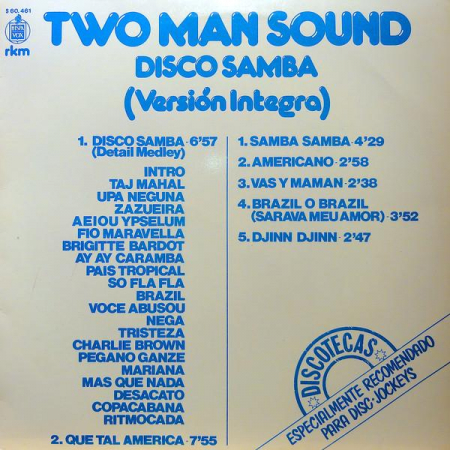 S 60.461
HISPA
VOX
rkm
TWO MAN SOUND
DISCO SAMBA
(Versión Integra)
1. DISCO SAMBA-6'57
(Detail Medley)
INTRO
TAJ MAHAL
UPA NEGUNA
ZAZUEIRA
AEIOU YPSELUM
FIO MARAVELLA
BRIGITTE BARDOT
AY AY CARAMBA
PAIS TROPICAL
SO FLA FLA
BRAZIL
VOCE ABUSOU
NEGA
TRISTEZA
CHARLIE BROWN
PEGANO GANZE
MARIANA
MAS QUE NADA
DESACATO
COPACABANA
RITMOCADA
2. QUE TAL AMERICA-7'55
1. SAMBA SAMBA-4'29
2. AMERICANO-2'58
3. VAS Y MAMAN-2'38
4. BRAZIL O BRAZIL
(SARAVA MEU AMOR)-3'52
5. DJINN DJINN-2'47
DISCOTECAS
ESPECIALMENTE RECOMENDADO
PARA DISC-JOCKEYS